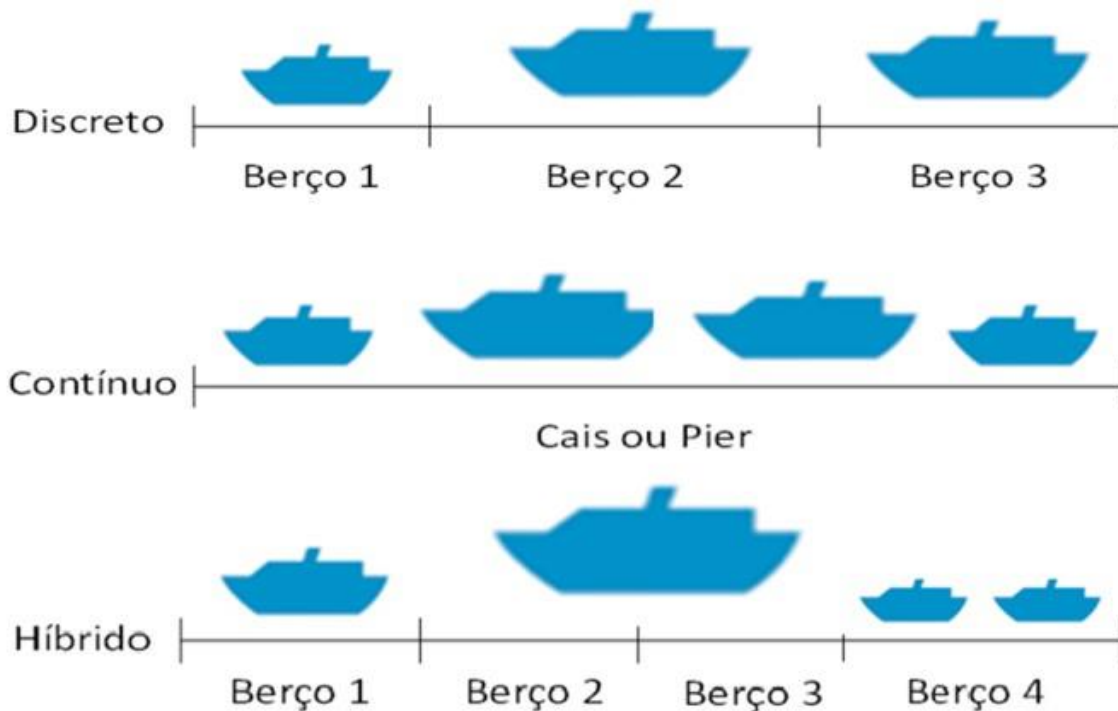 Discreto
Berço 1 Berço 2 Berço 3
Contínuo
Cais ou Pier
Híbrido
Berço 1 Berço 2 Berço 3 Berço 4